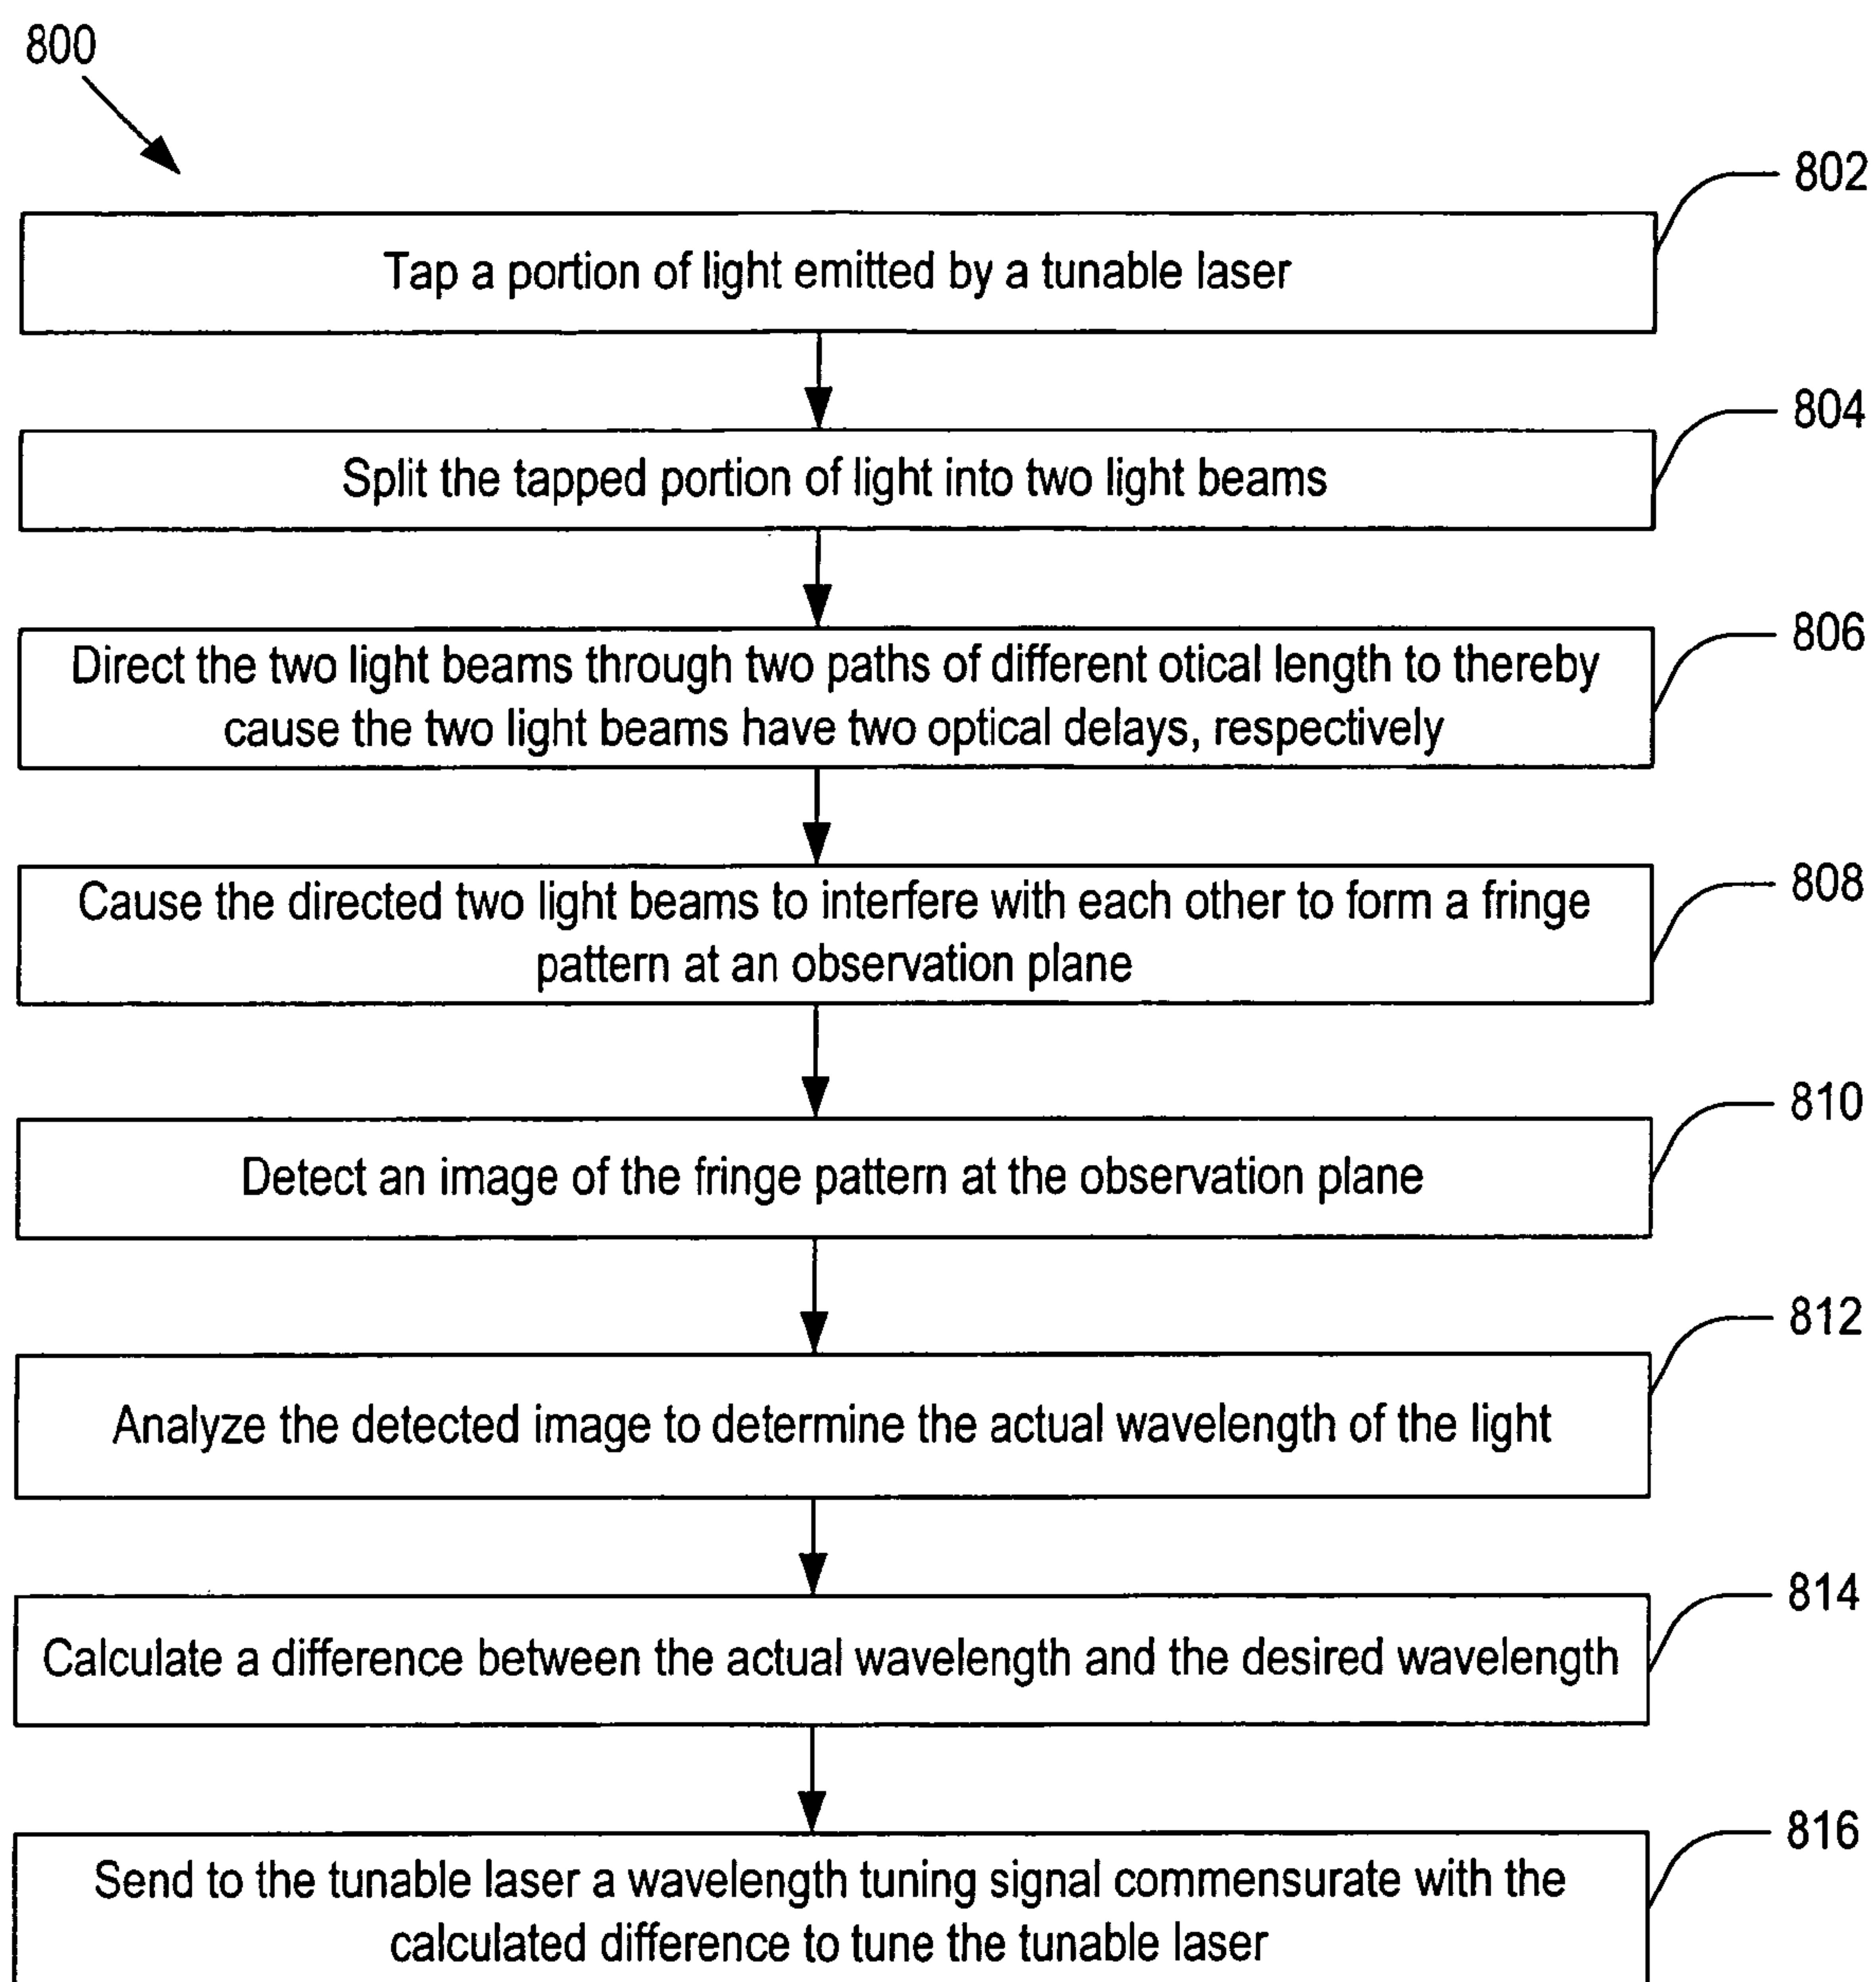 800
802
Tap a portion of light emitted by a tunable laser
804
Split the tapped portion of light into two light beams
806
Direct the two light beams through two paths of different otical length to thereby
cause the two light beams have two optical delays, respectively
808
Cause the directed two light beams to interfere with each other to form a fringe
pattern at an observation plane
810
Detect an image of the fringe pattern at the observation plane
812
Analyze the detected image to determine the actual wavelength of the light
814
Calculate a difference between the actual wavelength and the desired wavelength
816
Send to the tunable laser a wavelength tuning signal commensurate with the
calculated difference to tune the tunable laser